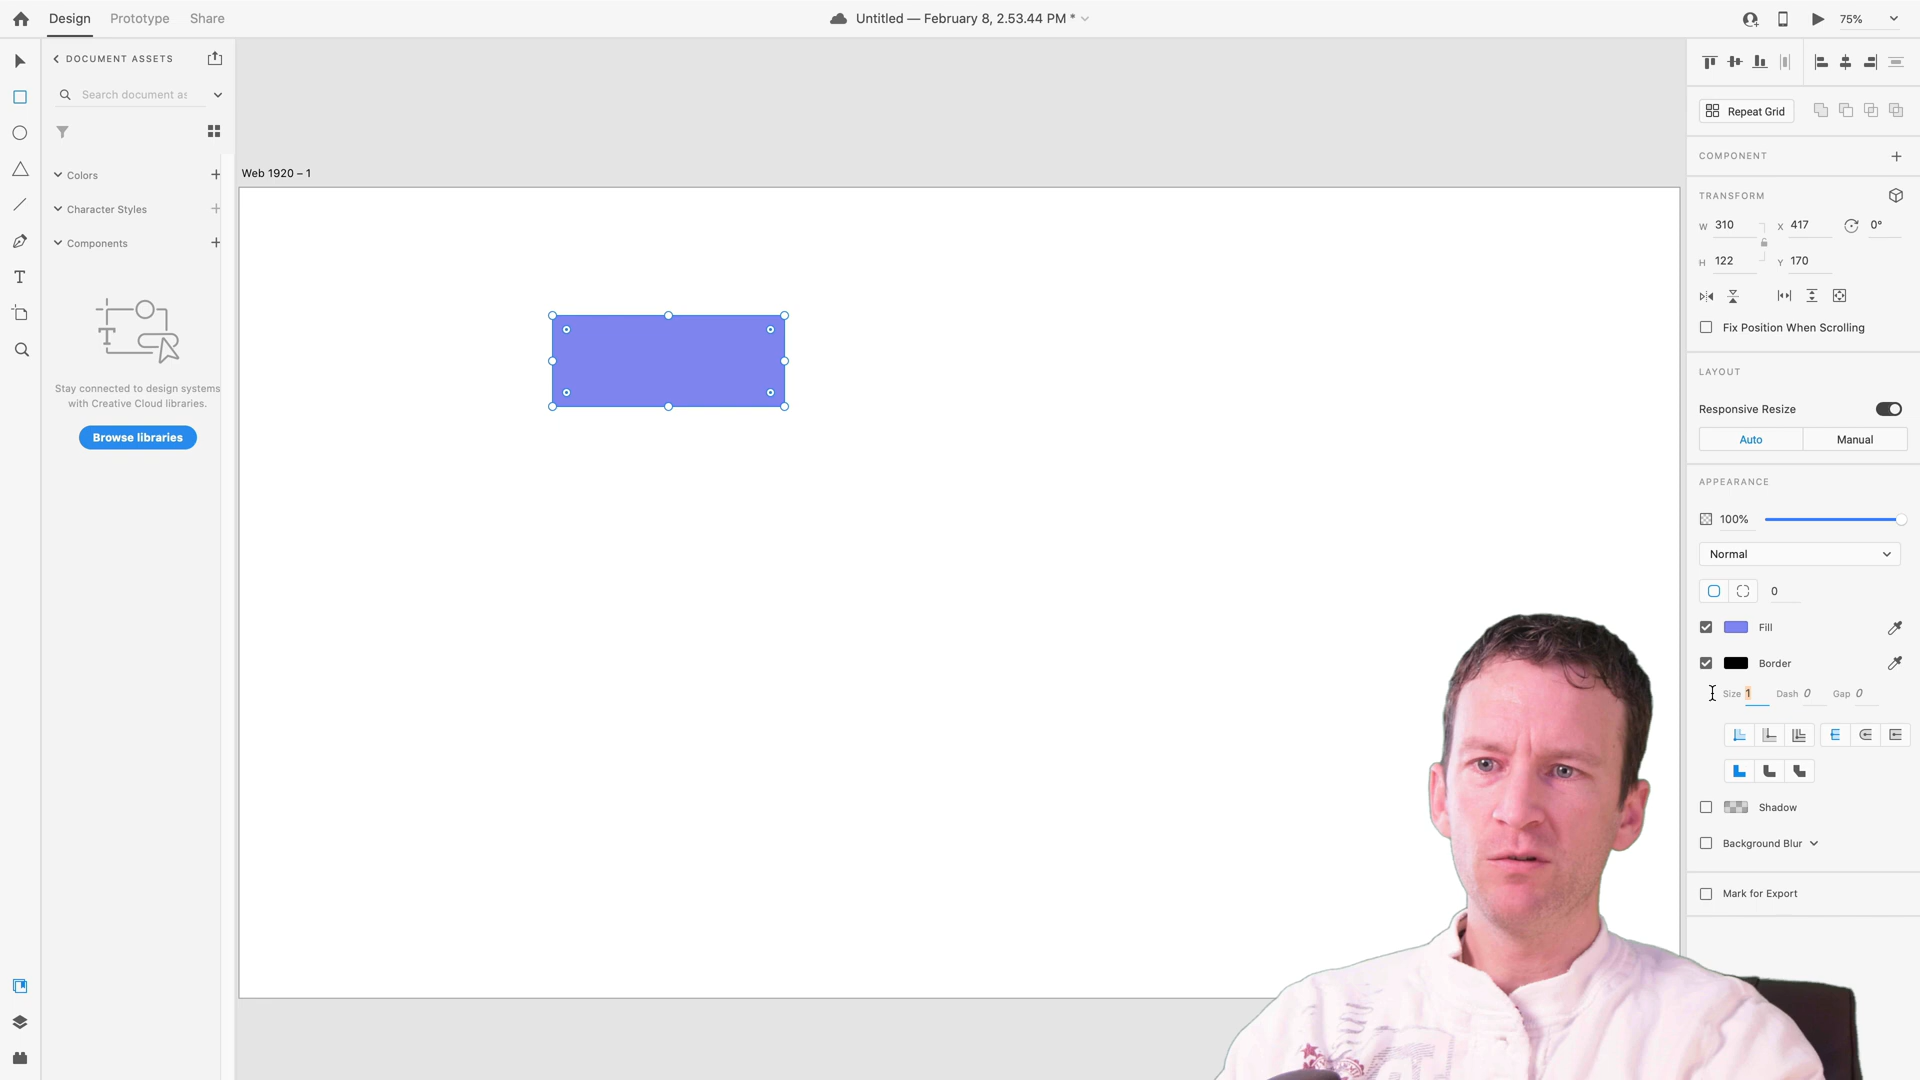 Design Prototype Share
Untitled — February 8, 2.53.44 PM *
75%
DOCUMENT ASSETS
Search document as
Colors
Character Styles
Components
Stay connected to design systems
with Creative Cloud libraries.
Browse libraries
Web 1920 – 1
Repeat Grid
COMPONENT
TRANSFORM
W 310 X 417 0°
H 122 Y 170
Fix Position When Scrolling
LAYOUT
Responsive Resize
Auto Manual
APPEARANCE
100%
Normal
0
Fill
Border
Size 1 Dash 0 Gap 0
Shadow
Background Blur
Mark for Export